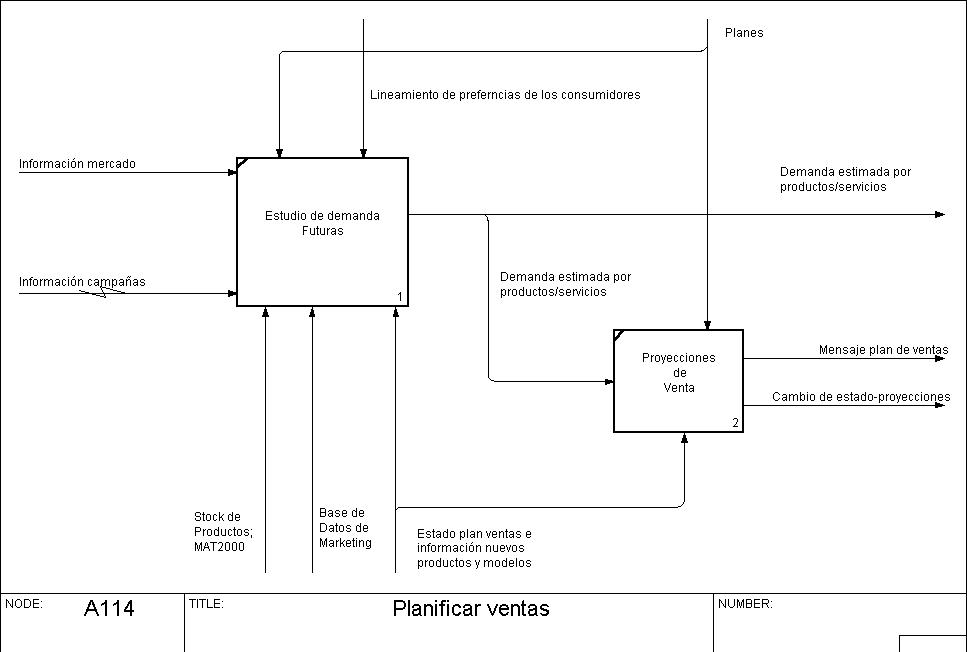 Planes
Lineamiento de preferncias de los consumidores
Información mercado
Demanda estimada por
productos/servicios
Estudio de demanda
Futuras
1
Información campañas
Demanda estimada por
productos/servicios
Proyecciones
de
Venta
2
Mensaje plan de ventas
Cambio de estado-proyecciones
Stock de
Productos;
MAT2000
Base de
Datos de
Marketing
Estado plan ventas e
información nuevos
productos y modelos
NODE:
A114
TITLE:
Planificar ventas
NUMBER: